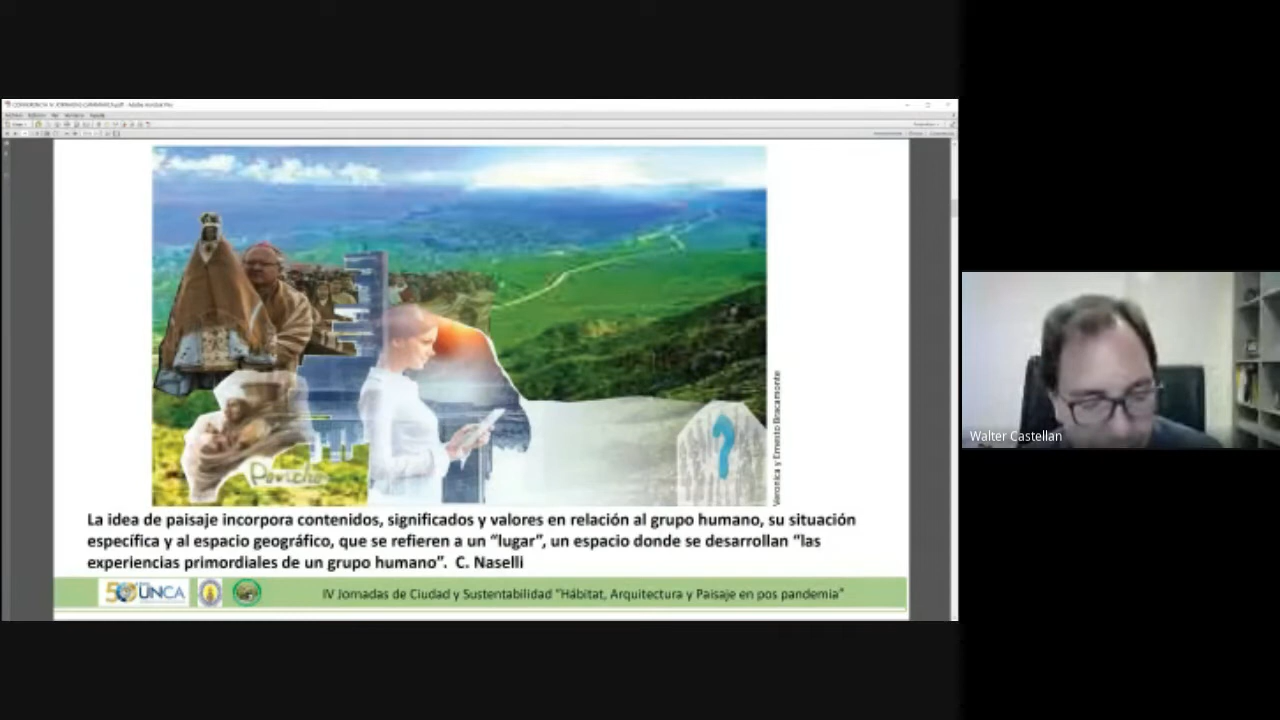 Poncho
?
Veronica y Ernesto Bracamonte
La idea de paisaje incorpora contenidos, significados y valores en relación al grupo humano, su situación
específica y al espacio geográfico, que se refieren a un “lugar”, un espacio donde se desarrollan “las
experiencias primordiales de un grupo humano”. C. Naselli
50 UNCA
IV Jornadas de Ciudad y Sustentabilidad “Hábitat, Arquitectura y Paisaje en pos pandemia”
Walter Castellan